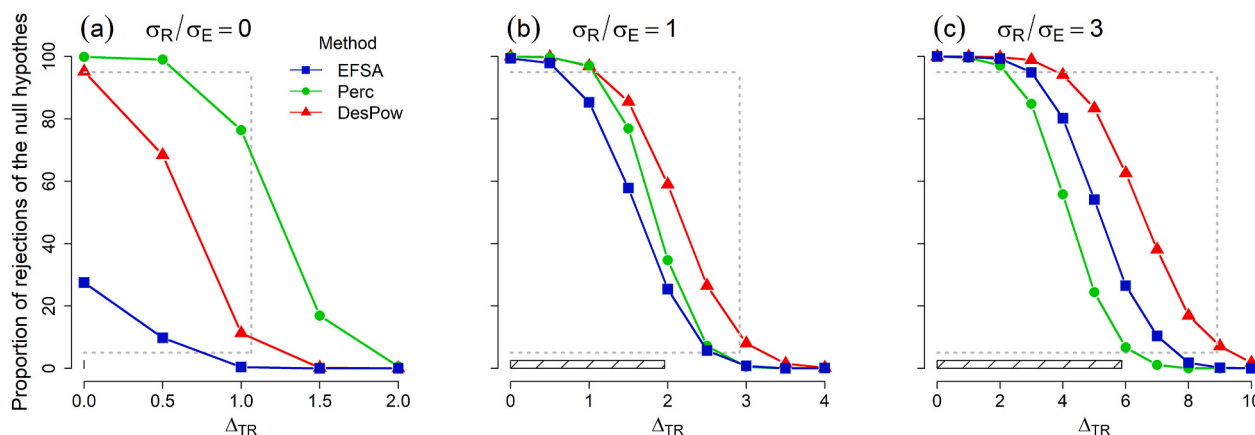 (a) σR/σE = 0
(b) σR/σE = 1
(c) σR/σE = 3
Method
EFSA
Perc
DesPow
Proportion of rejections of the null hypothes
0 20 40 60 80 100
0.0 0.5 1.0 1.5 2.0
0 1 2 3 4
0 2 4 6 8 10
ΔTR
ΔTR
ΔTR